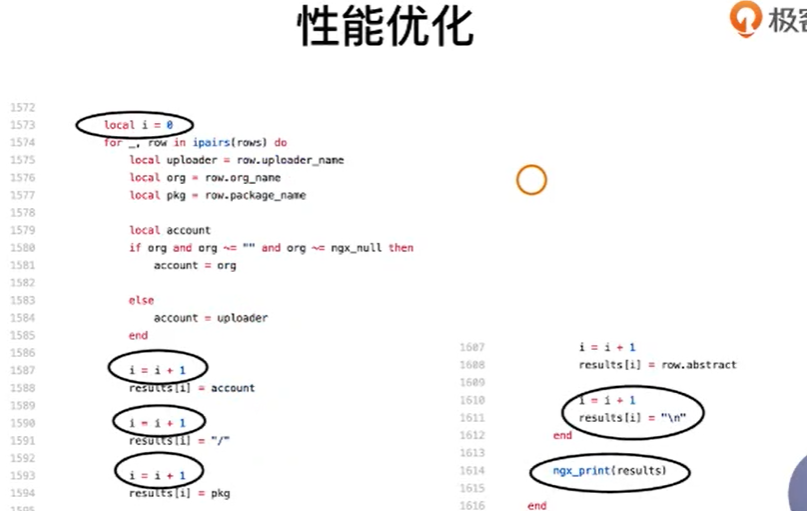 性能优化
极客
1572
1573 local i = 0
1574 for _, row in ipairs(rows) do
1575 local uploader = row.uploader_name
1576 local org = row.org_name
1577 local pkg = row.package_name
1578
1579 local account
1580 if org and org ~= "" and org ~= ngx_null then
1581 account = org
1582
1583 else
1584 account = uploader
1585 end
1586
1587 i = i + 1
1588 results[i] = account
1589
1590 i = i + 1
1591 results[i] = "/"
1592
1593 i = i + 1
1594 results[i] = pkg
1607 i = i + 1
1608 results[i] = row.abstract
1609
1610 i = i + 1
1611 results[i] = "\n"
1612 end
1613
1614 ngx_print(results)
1615
1616 end